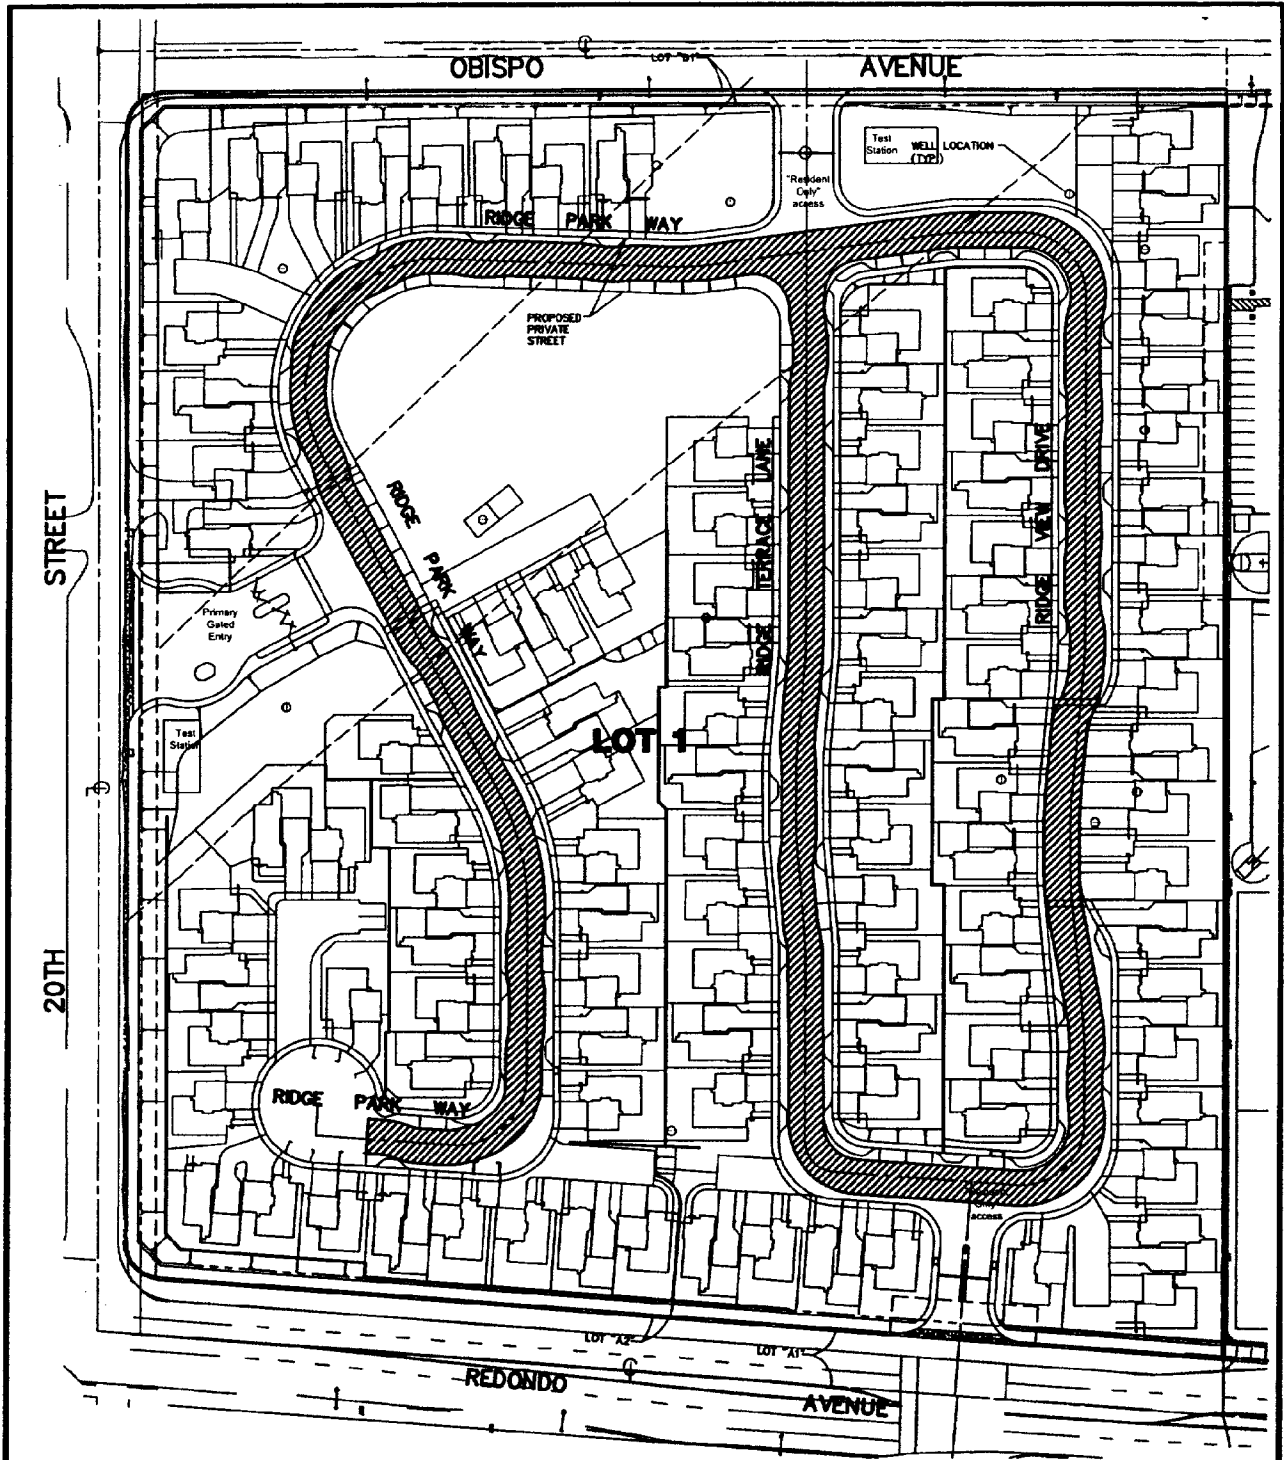 OBISPO AVENUE
LOT "B1"
Test
Station
WELL LOCATION
(TYP)
"Resident
Only"
access
RIDGE PARK WAY
PROPOSED
PRIVATE
STREET
RIDGE PARK WAY
RIDGE TERRACE LANE
RIDGE VIEW DRIVE
20TH STREET
Primary
Gated
Entry
Test
Station
LOT 1
RIDGE PARK WAY
Only
access
LOT "A2"
LOT "A1"
REDONDO AVENUE